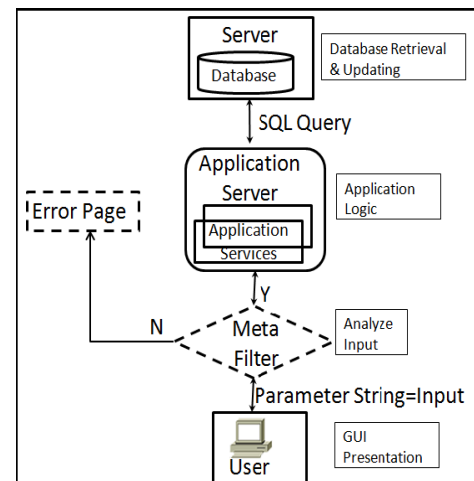 Server
Database
Database Retrieval
& Updating
SQL Query
Application
Server
Application
Services
Application
Logic
Error Page
Y
N
Meta
Filter
Analyze
Input
Parameter String=Input
User
GUI
Presentation